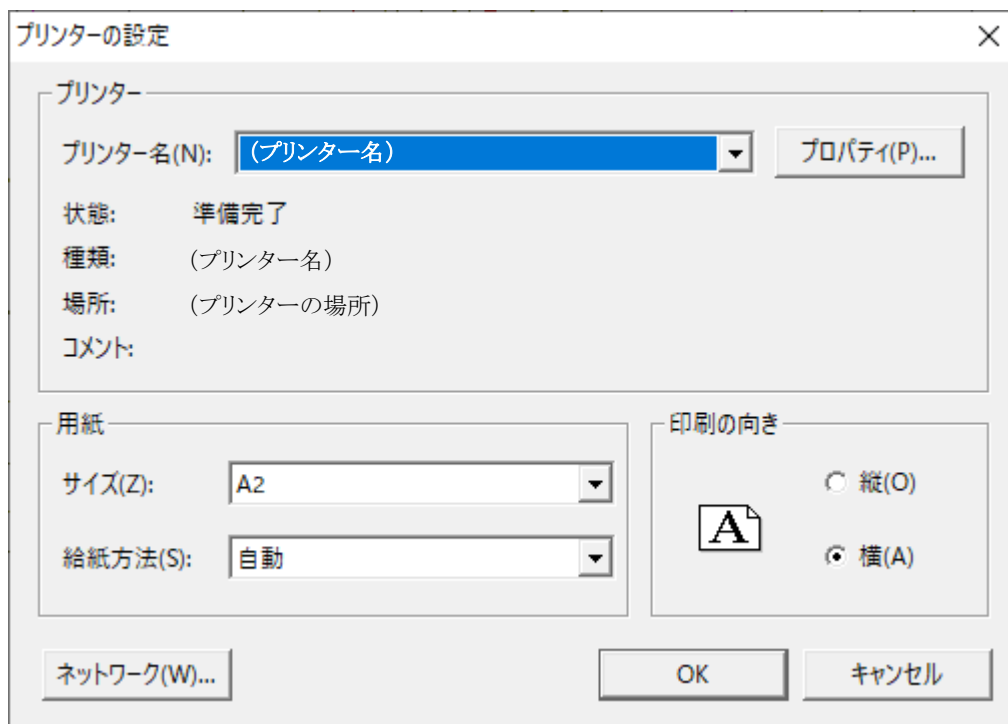 プリンターの設定
プリンター
プリンター名(N): (プリンター名) プロパティ(P)...
状態: 準備完了
種類: (プリンター名)
場所: (プリンターの場所)
コメント:
用紙
サイズ(Z): A2
給紙方法(S): 自動
印刷の向き
A
縦(O)
横(A)
ネットワーク(W)... OK キャンセル